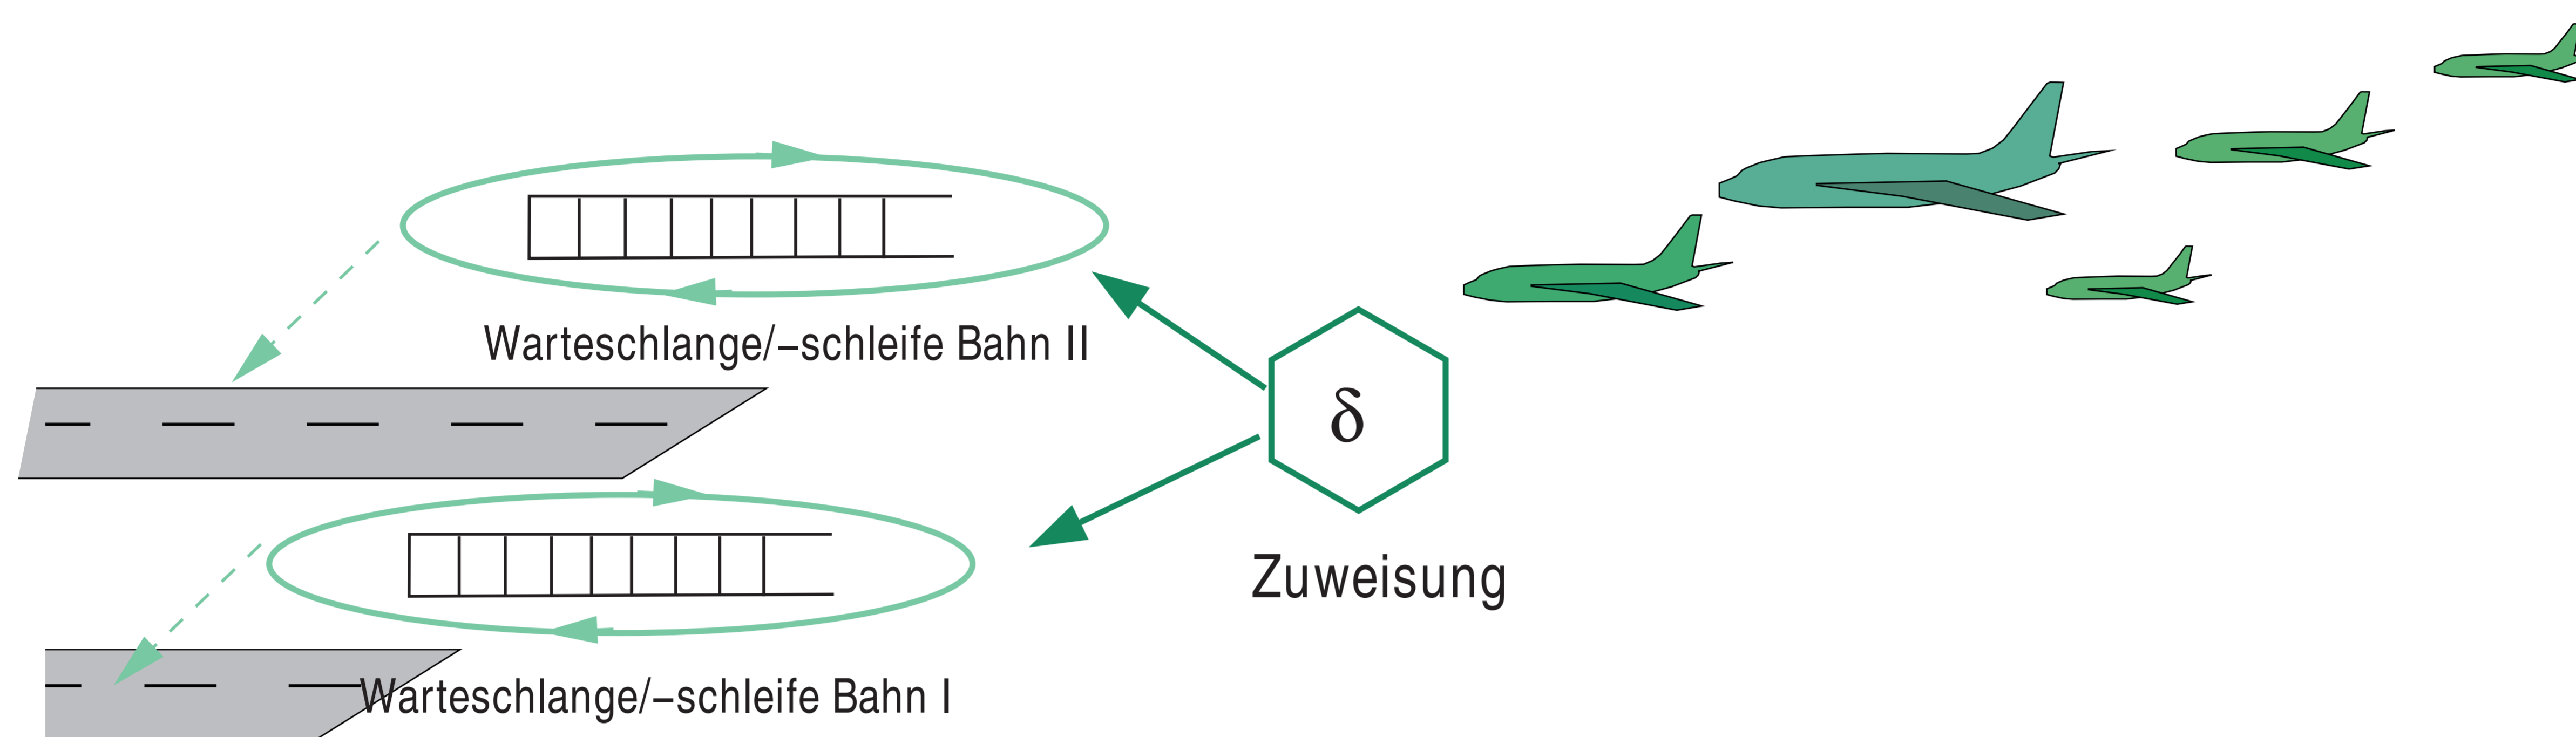 Warteschlange/–schleife Bahn II
δ
Zuweisung
Warteschlange/–schleife Bahn I